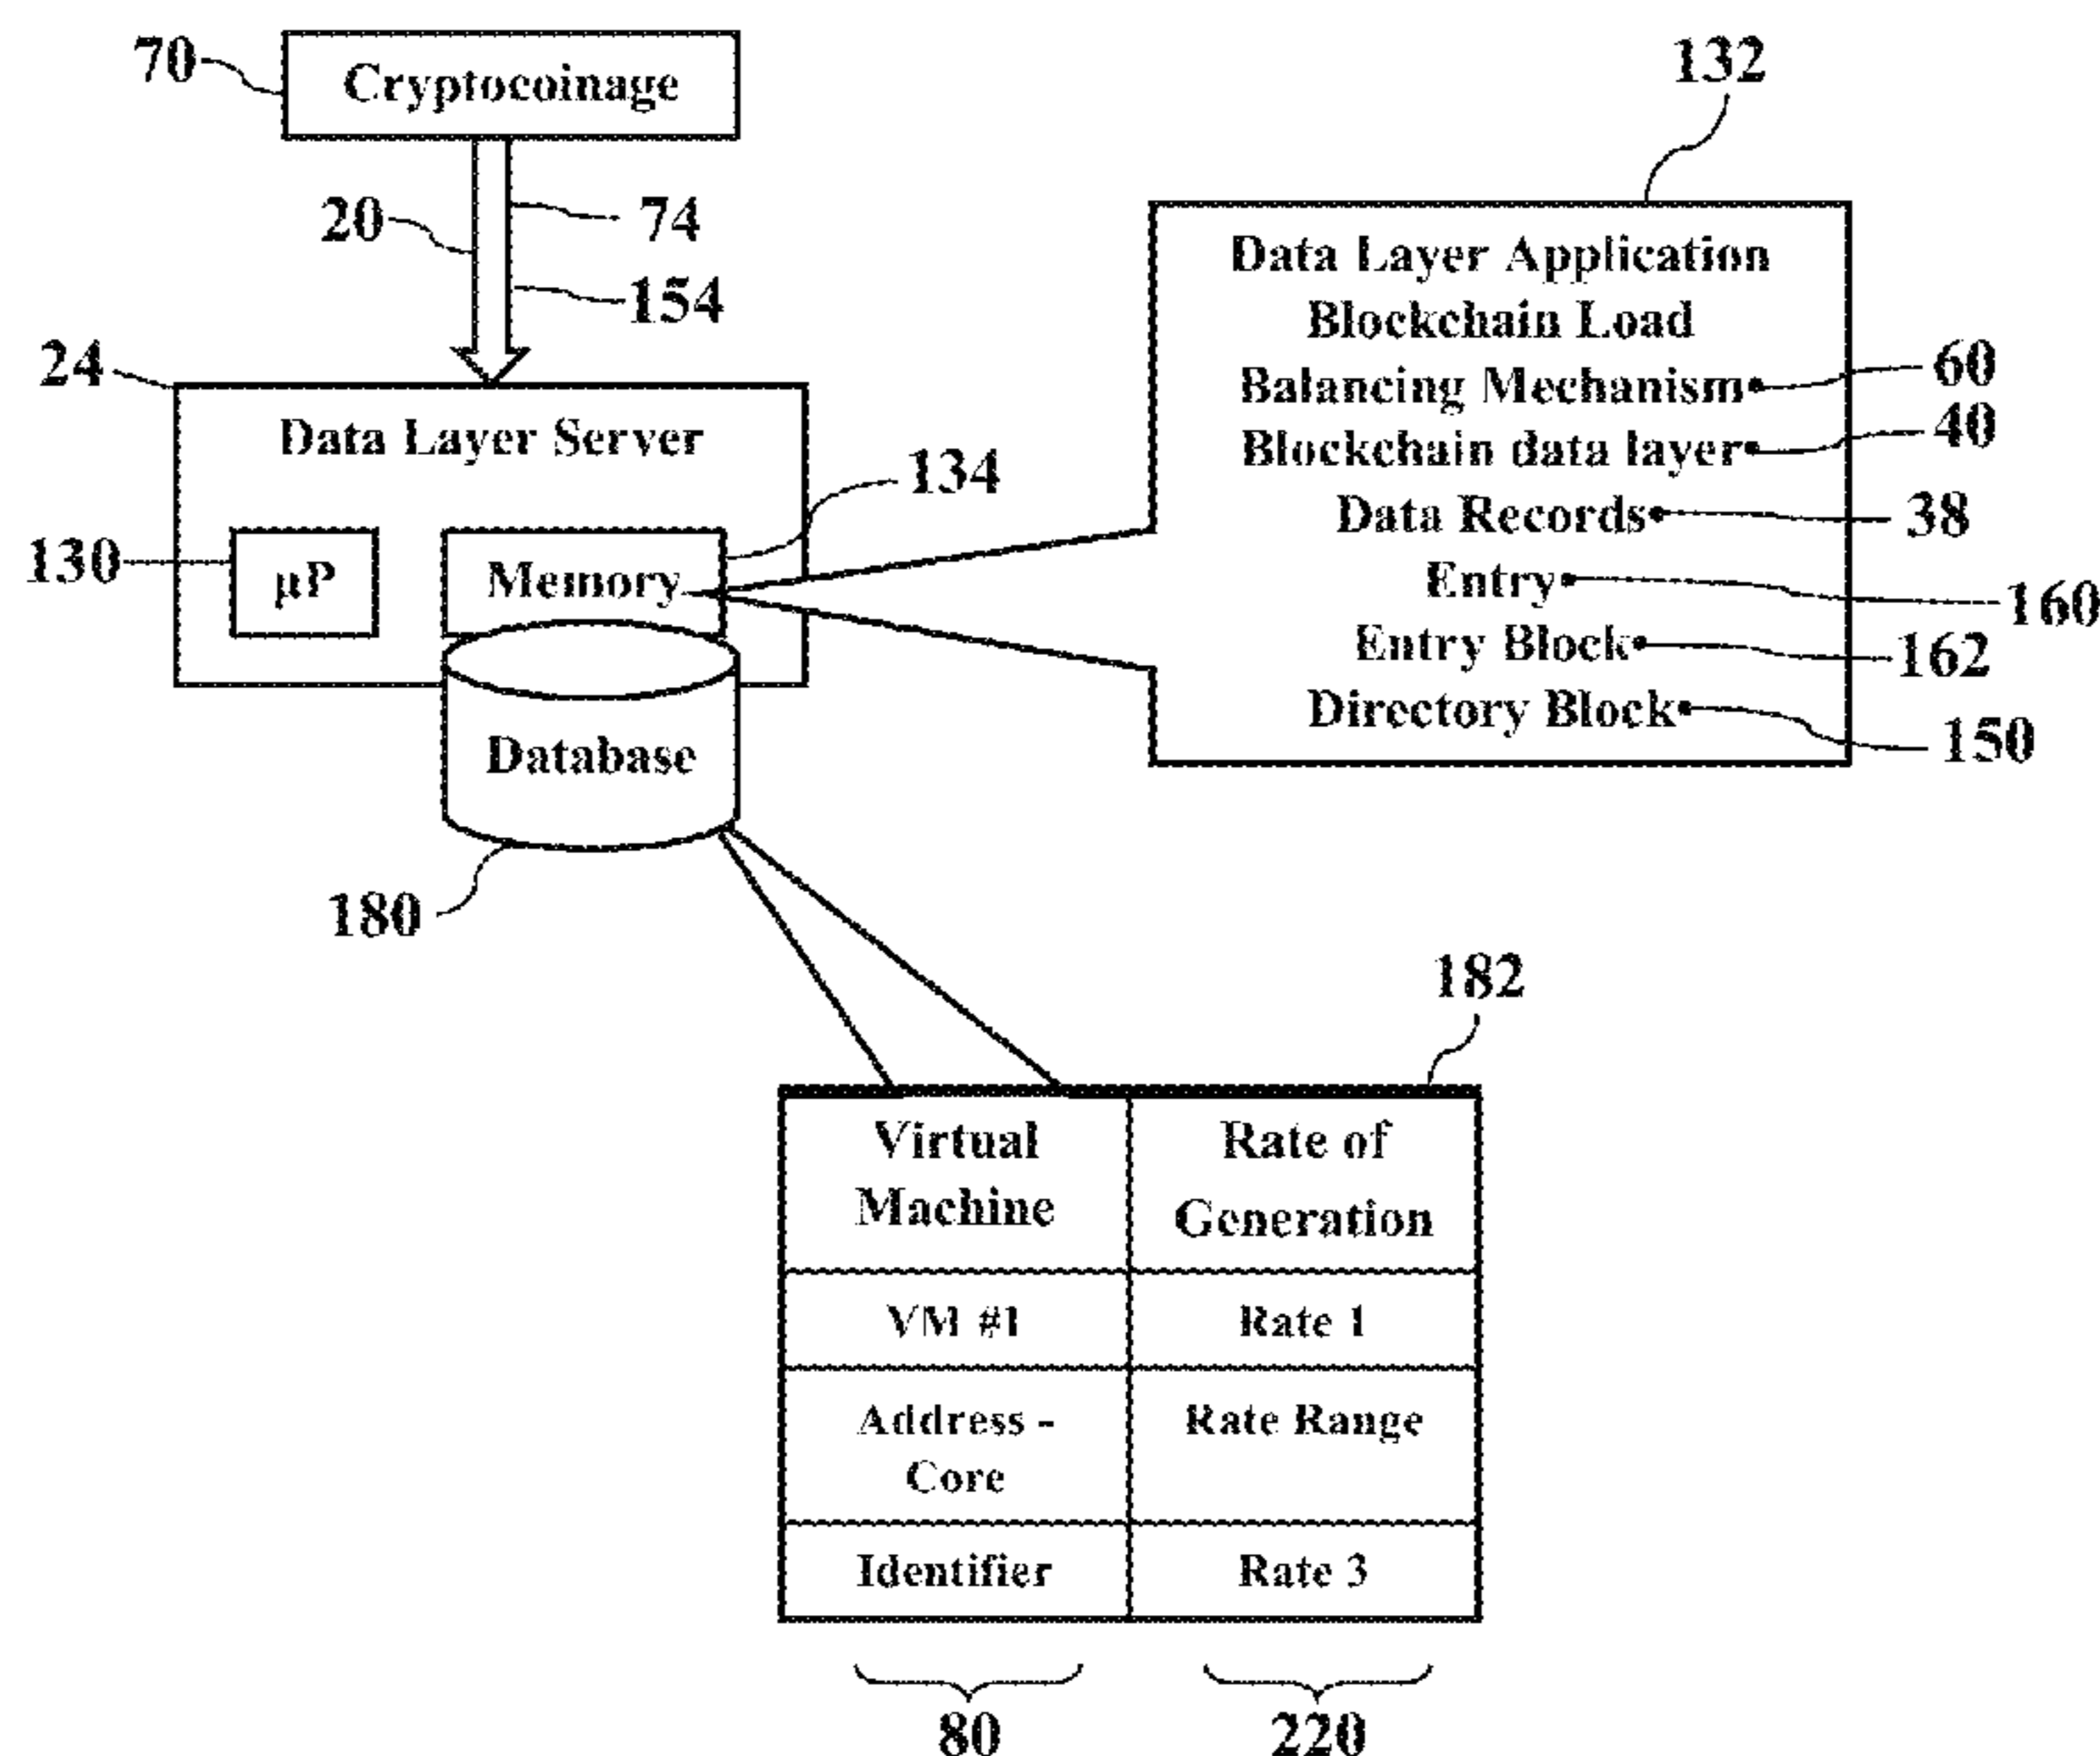 70
Cryptocoinage
132
20
74
154
Data Layer Application
Blockchain Load
Balancing Mechanism
60
Blockchain data layer
40
Data Records
38
Entry
160
Entry Block
162
Directory Block
150
24
Data Layer Server
134
130
µP
Memory
Database
180
182
Virtual
Machine
Rate of
Generation
VM #1
Rate 1
Address -
Core
Rate Range
Identifier
Rate 3
80
220